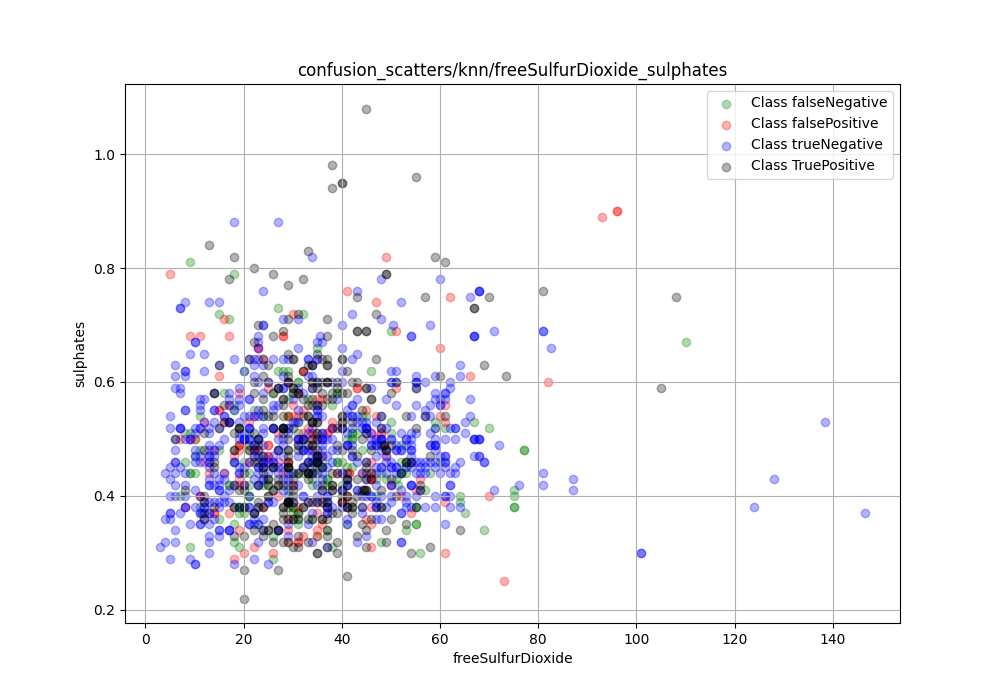 confusion_scatters/knn/freeSulfurDioxide_sulphates
Class falseNegative
Class falsePositive
Class trueNegative
Class TruePositive
1.0
0.8
0.6
0.4
0.2
sulphates
0 20 40 60 80 100 120 140
freeSulfurDioxide